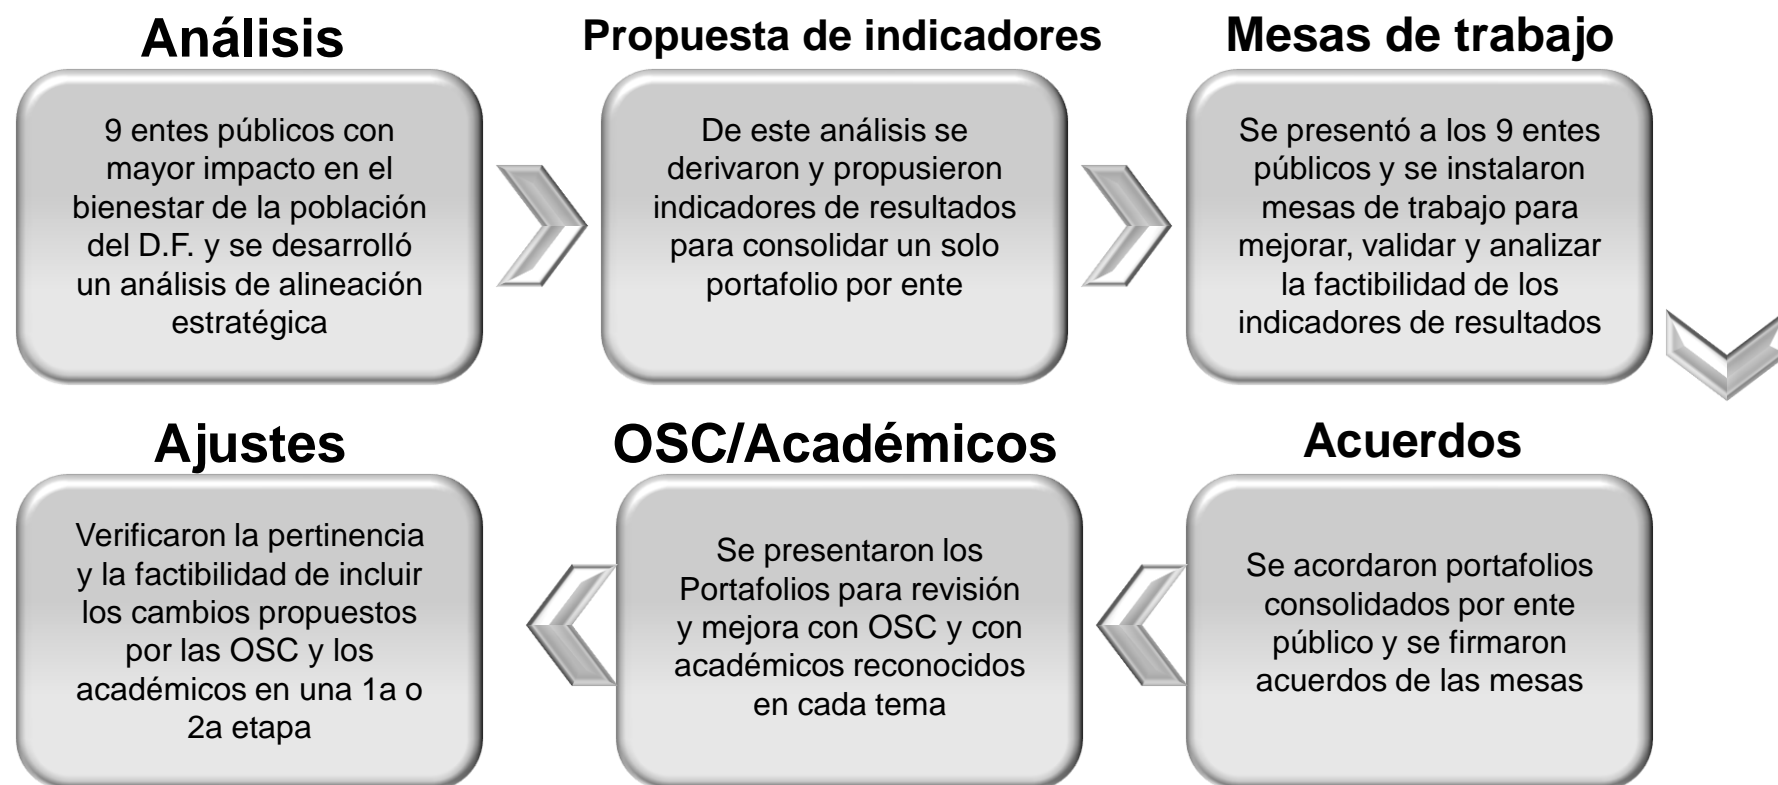 Análisis
9 entes públicos con
mayor impacto en el
bienestar de la población
del D.F. y se desarrolló
un análisis de alineación
estratégica
Propuesta de indicadores
De este análisis se
derivaron y propusieron
indicadores de resultados
para consolidar un solo
portafolio por ente
Mesas de trabajo
Se presentó a los 9 entes
públicos y se instalaron
mesas de trabajo para
mejorar, validar y analizar
la factibilidad de los
indicadores de resultados
Acuerdos
Se acordaron portafolios
consolidados por ente
público y se firmaron
acuerdos de las mesas
OSC/Académicos
Se presentaron los
Portafolios para revisión
y mejora con OSC y con
académicos reconocidos
en cada tema
Ajustes
Verificaron la pertinencia
y la factibilidad de incluir
los cambios propuestos
por las OSC y los
académicos en una 1a o
2a etapa